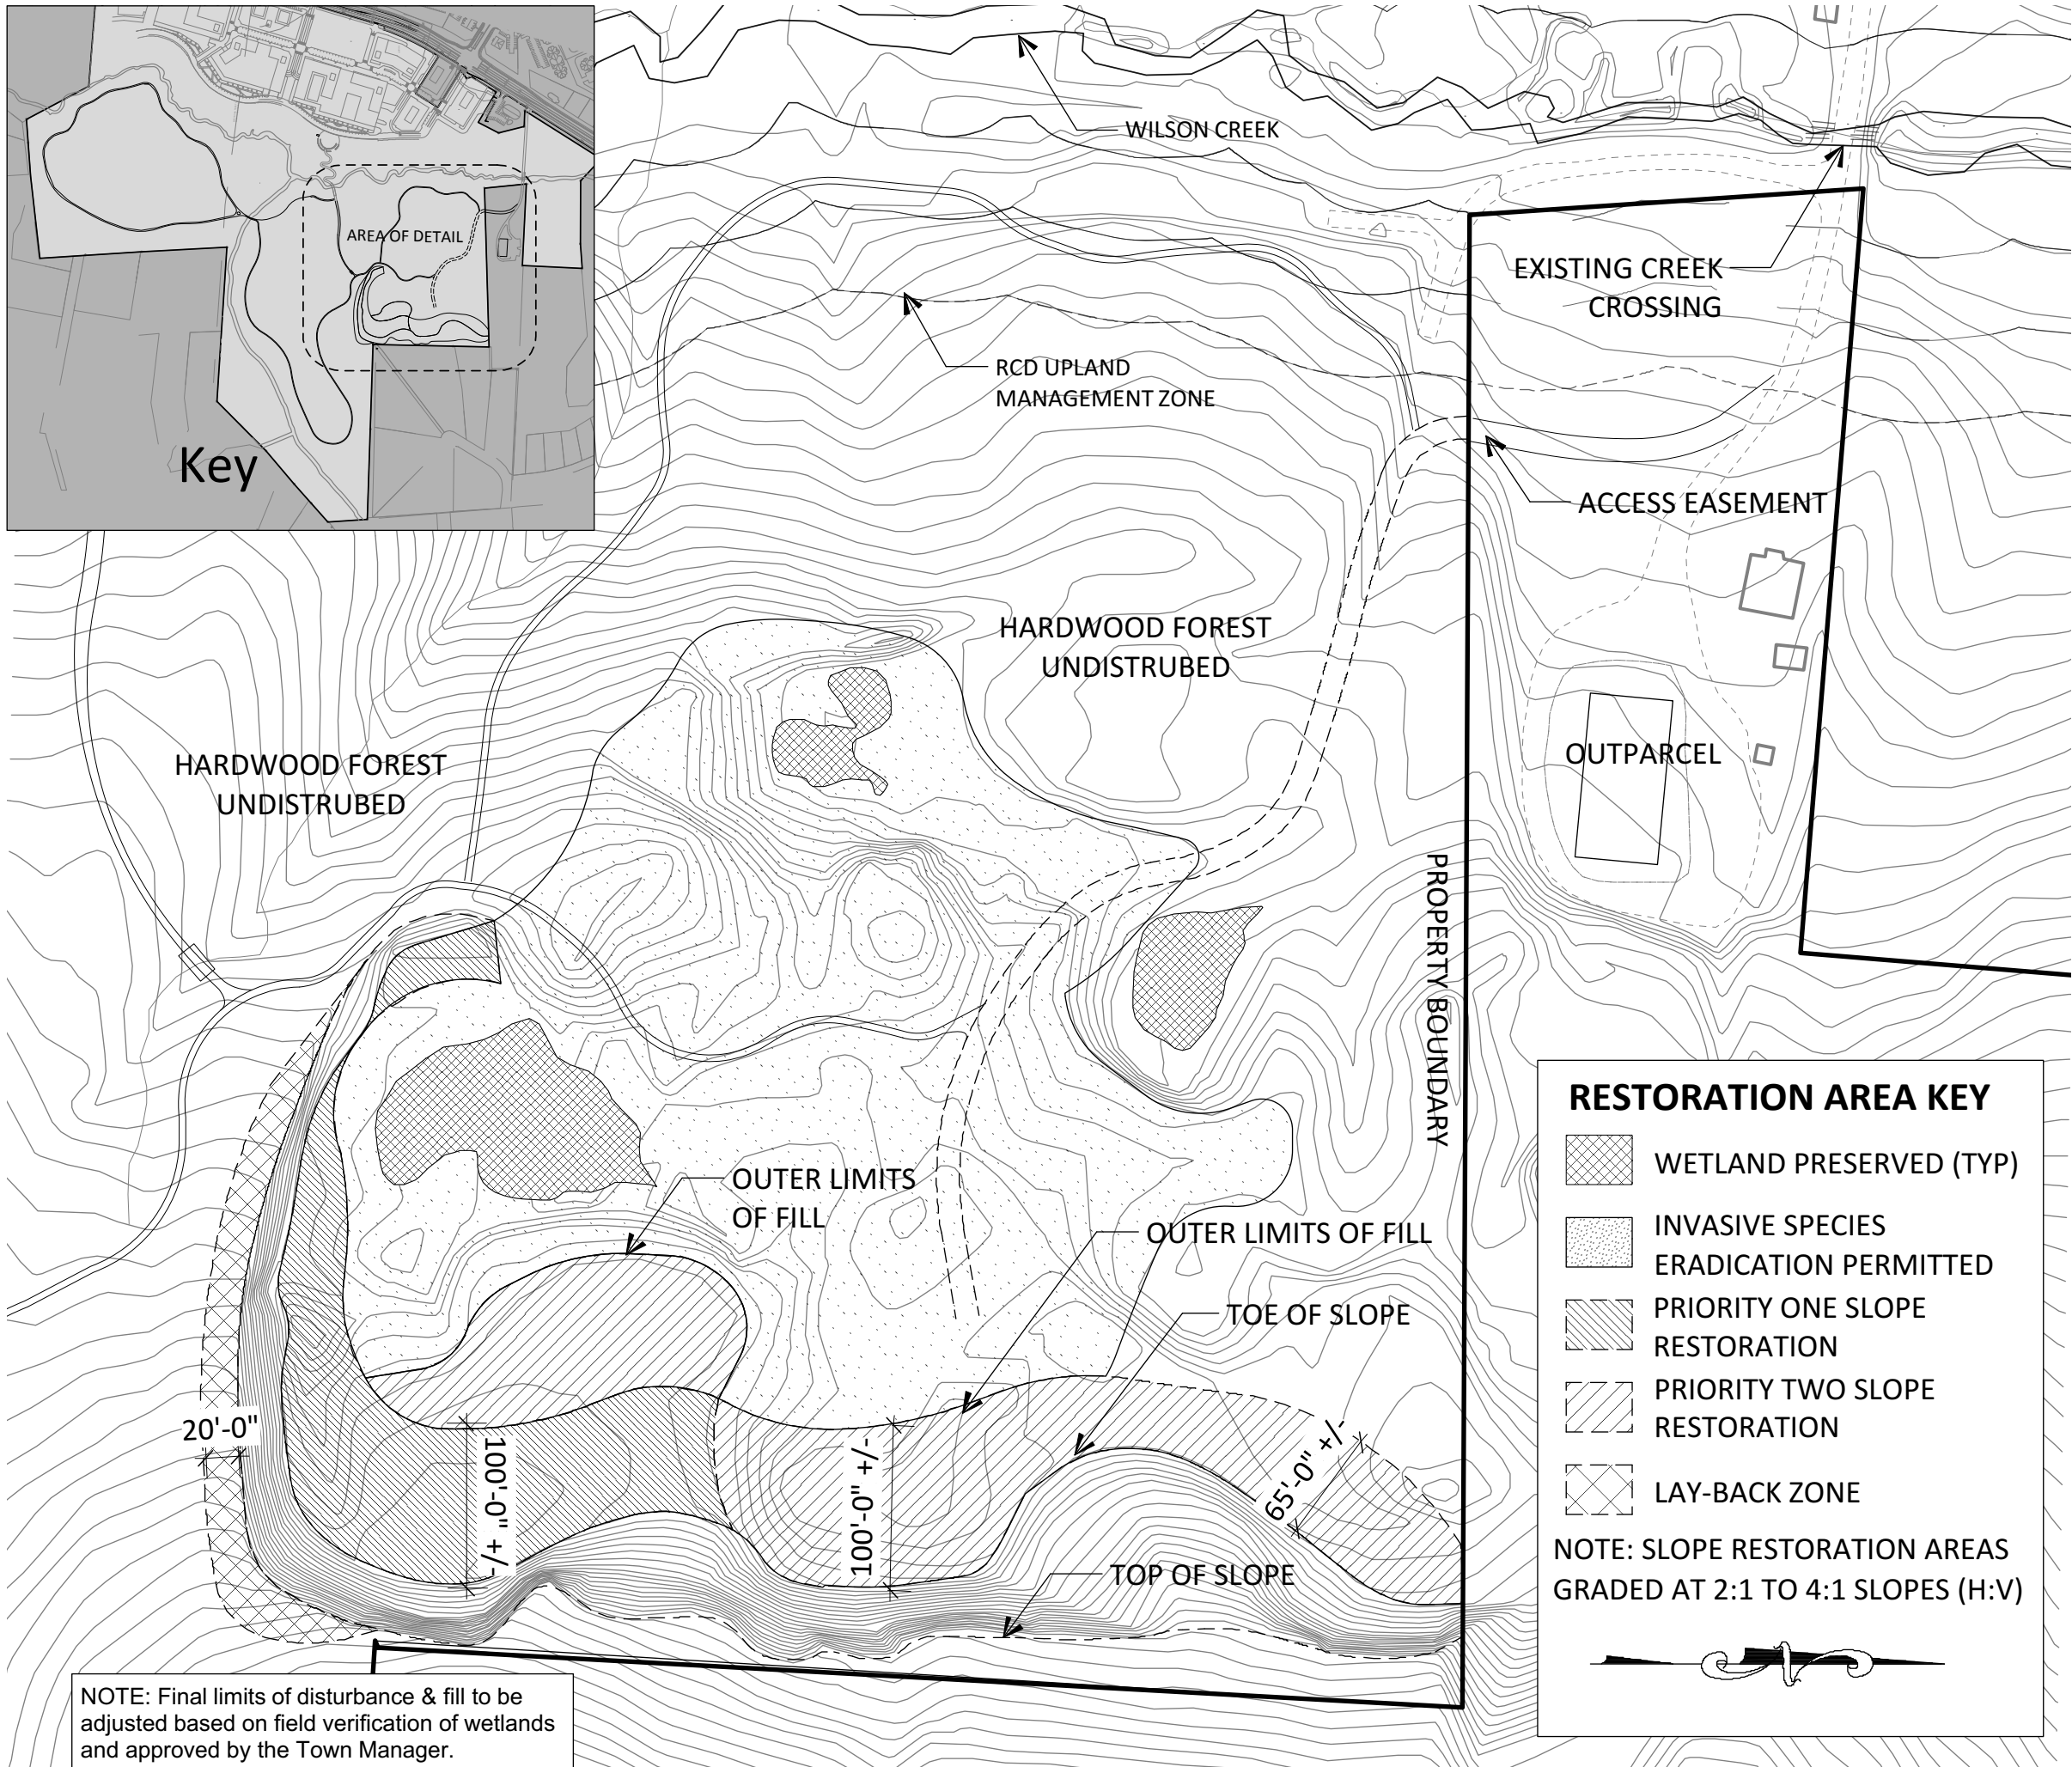 AREA OF DETAIL
Key
WILSON CREEK
EXISTING CREEK
CROSSING
RCD UPLAND
MANAGEMENT ZONE
ACCESS EASEMENT
HARDWOOD FOREST
UNDISTRUBED
HARDWOOD FOREST
UNDISTRUBED
OUTPARCEL
PROPERTY BOUNDARY
OUTER LIMITS
OF FILL
OUTER LIMITS OF FILL
TOE OF SLOPE
20'-0"
100'-0" +/-
100'-0" +/-
65'-0" +/-
TOP OF SLOPE
RESTORATION AREA KEY
WETLAND PRESERVED (TYP)
INVASIVE SPECIES
ERADICATION PERMITTED
PRIORITY ONE SLOPE
RESTORATION
PRIORITY TWO SLOPE
RESTORATION
LAY-BACK ZONE
NOTE: SLOPE RESTORATION AREAS
GRADED AT 2:1 TO 4:1 SLOPES (H:V)
N
NOTE: Final limits of disturbance & fill to be
adjusted based on field verification of wetlands
and approved by the Town Manager.